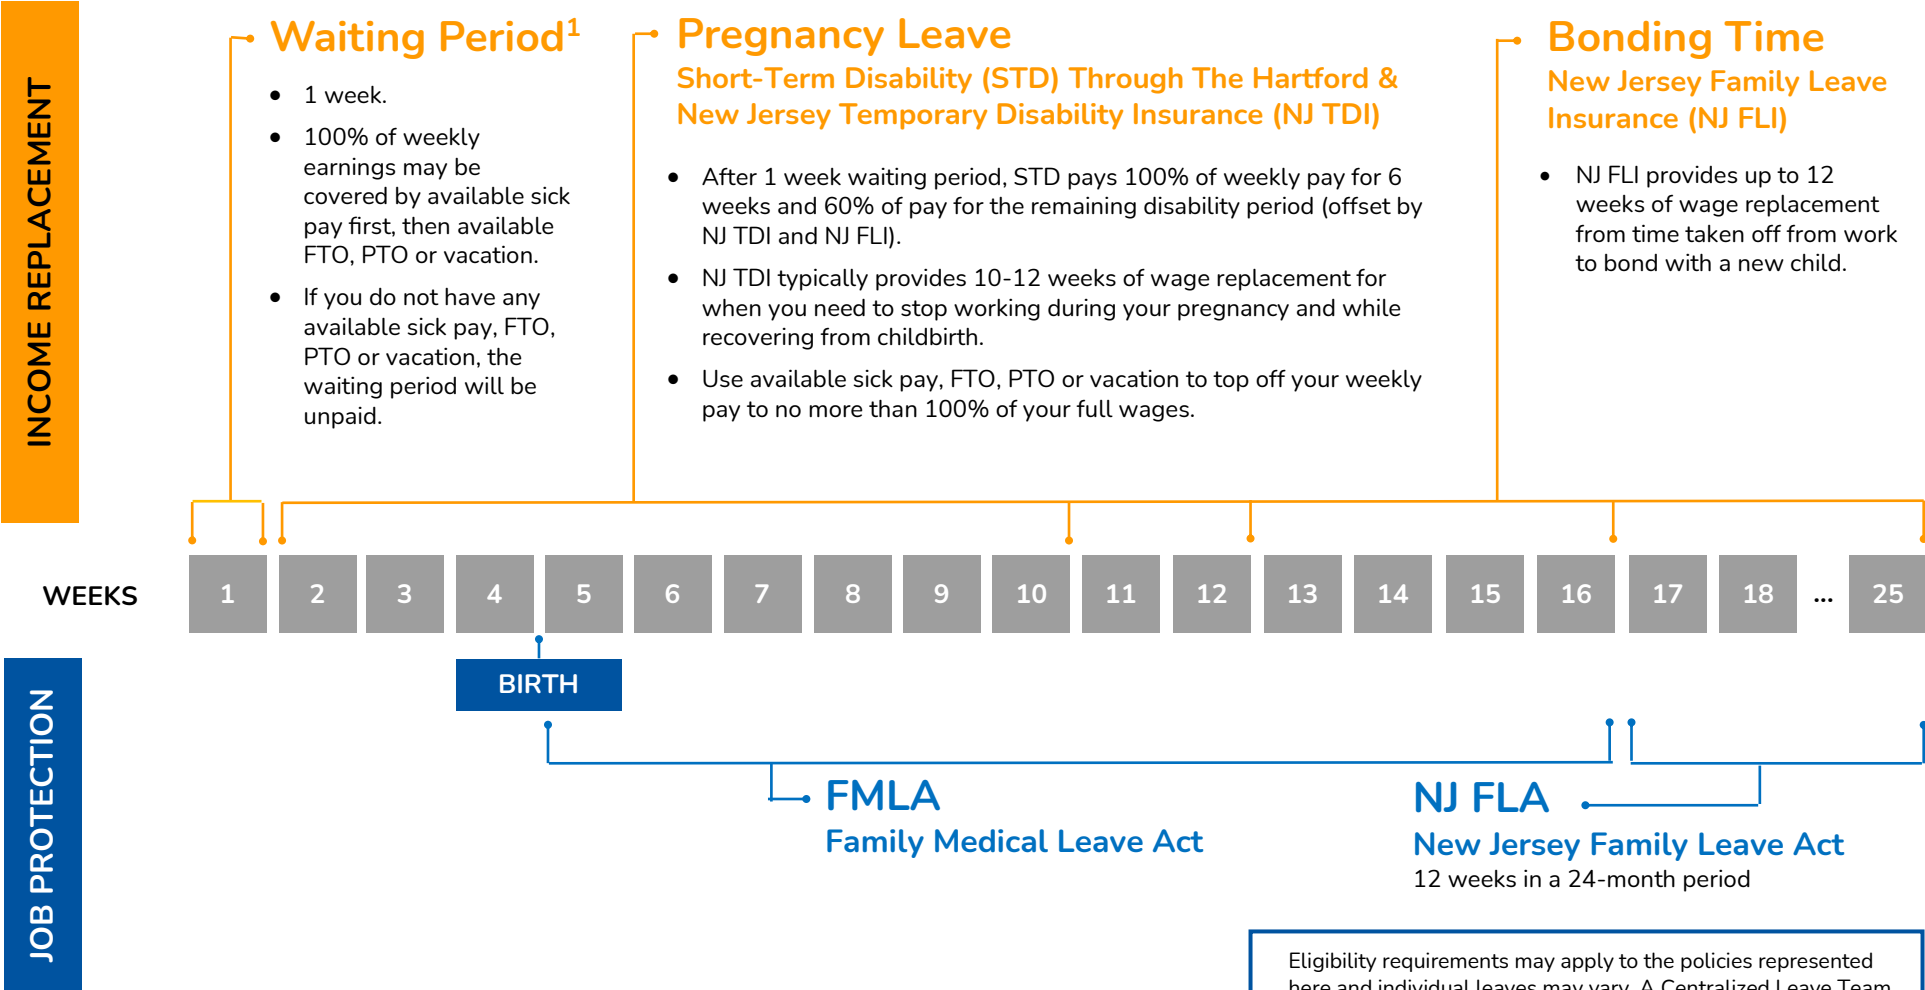 INCOME REPLACEMENT
Waiting Period1
• 1 week.
• 100% of weekly
earnings may be
covered by available sick
pay first, then available
FTO, PTO or vacation.
• If you do not have any
available sick pay, FTO,
PTO or vacation, the
waiting period will be
unpaid.
Pregnancy Leave
Short-Term Disability (STD) Through The Hartford &
New Jersey Temporary Disability Insurance (NJ TDI)
• After 1 week waiting period, STD pays 100% of weekly pay for 6
weeks and 60% of pay for the remaining disability period (offset by
NJ TDI and NJ FLI).
• NJ TDI typically provides 10-12 weeks of wage replacement for
when you need to stop working during your pregnancy and while
recovering from childbirth.
• Use available sick pay, FTO, PTO or vacation to top off your weekly
pay to no more than 100% of your full wages.
Bonding Time
New Jersey Family Leave
Insurance (NJ FLI)
• NJ FLI provides up to 12
weeks of wage replacement
from time taken off from work
to bond with a new child.
WEEKS 1 2 3 4 5 6 7 8 9 10 11 12 13 14 15 16 17 18 ... 25
BIRTH
JOB PROTECTION
FMLA
Family Medical Leave Act
NJ FLA
New Jersey Family Leave Act
12 weeks in a 24-month period
Eligibility requirements may apply to the policies represented
here and individual leaves may vary. A Centralized Leave Team